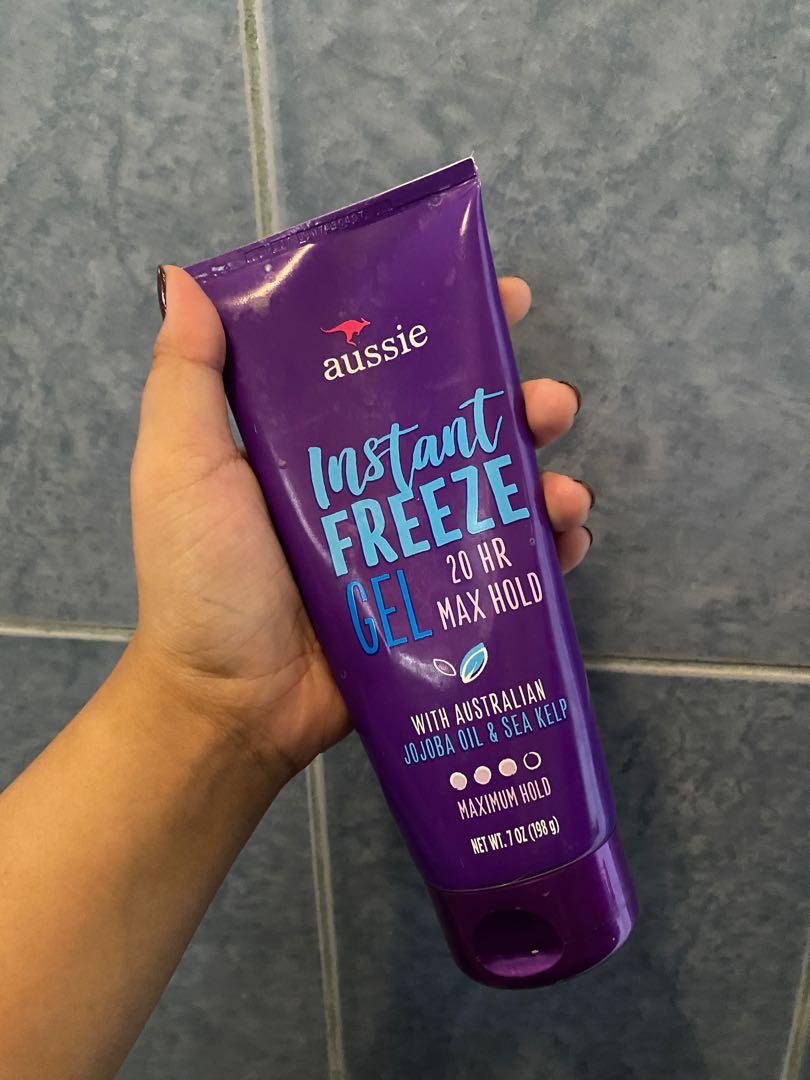 aussie
Instant
FREEZE
GEL 20 HR
MAX HOLD
WITH AUSTRALIAN
JOJOBA OIL & SEA KELP
MAXIMUM HOLD
NET WT. 7 OZ (198 g)